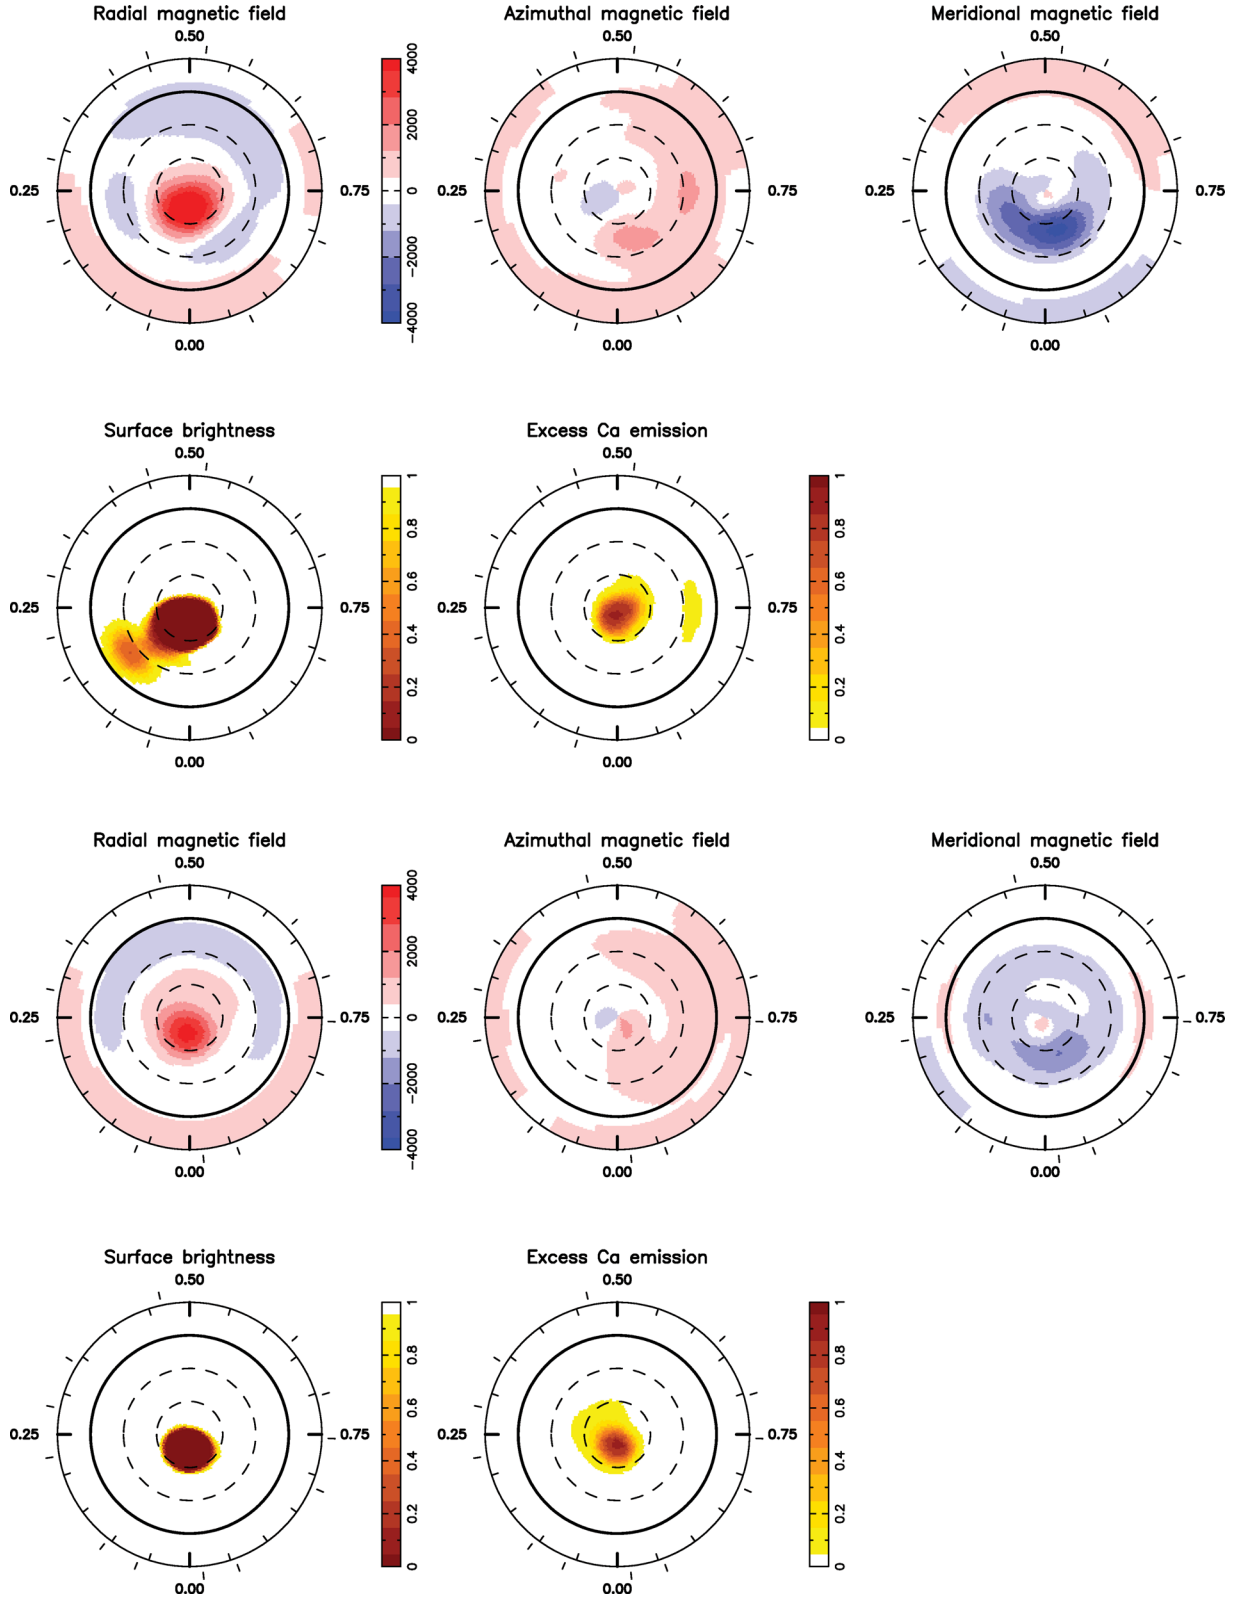 Radial magnetic field Azimuthal magnetic field Meridional magnetic field
0.50 0.50 0.50
4000
2000
0.25 0.75 0 0.25 0.75 0.25 0.75
−2000
−4000
0.00 0.00 0.00
Surface brightness Excess Ca emission
0.50 0.50
1 1
0.8 0.8
0.6 0.6
0.25 0.75 0.25 0.75
0.4 0.4
0.2 0.2
0 0
0.00 0.00
Radial magnetic field Azimuthal magnetic field Meridional magnetic field
0.50 0.50 0.50
4000
2000
0.25 0.75 0 0.25 0.75 0.25 0.75
−2000
−4000
0.00 0.00 0.00
Surface brightness Excess Ca emission
0.50 0.50
1 1
0.8 0.8
0.6 0.6
0.25 0.75 0.25 0.75
0.4 0.4
0.2 0.2
0 0
0.00 0.00